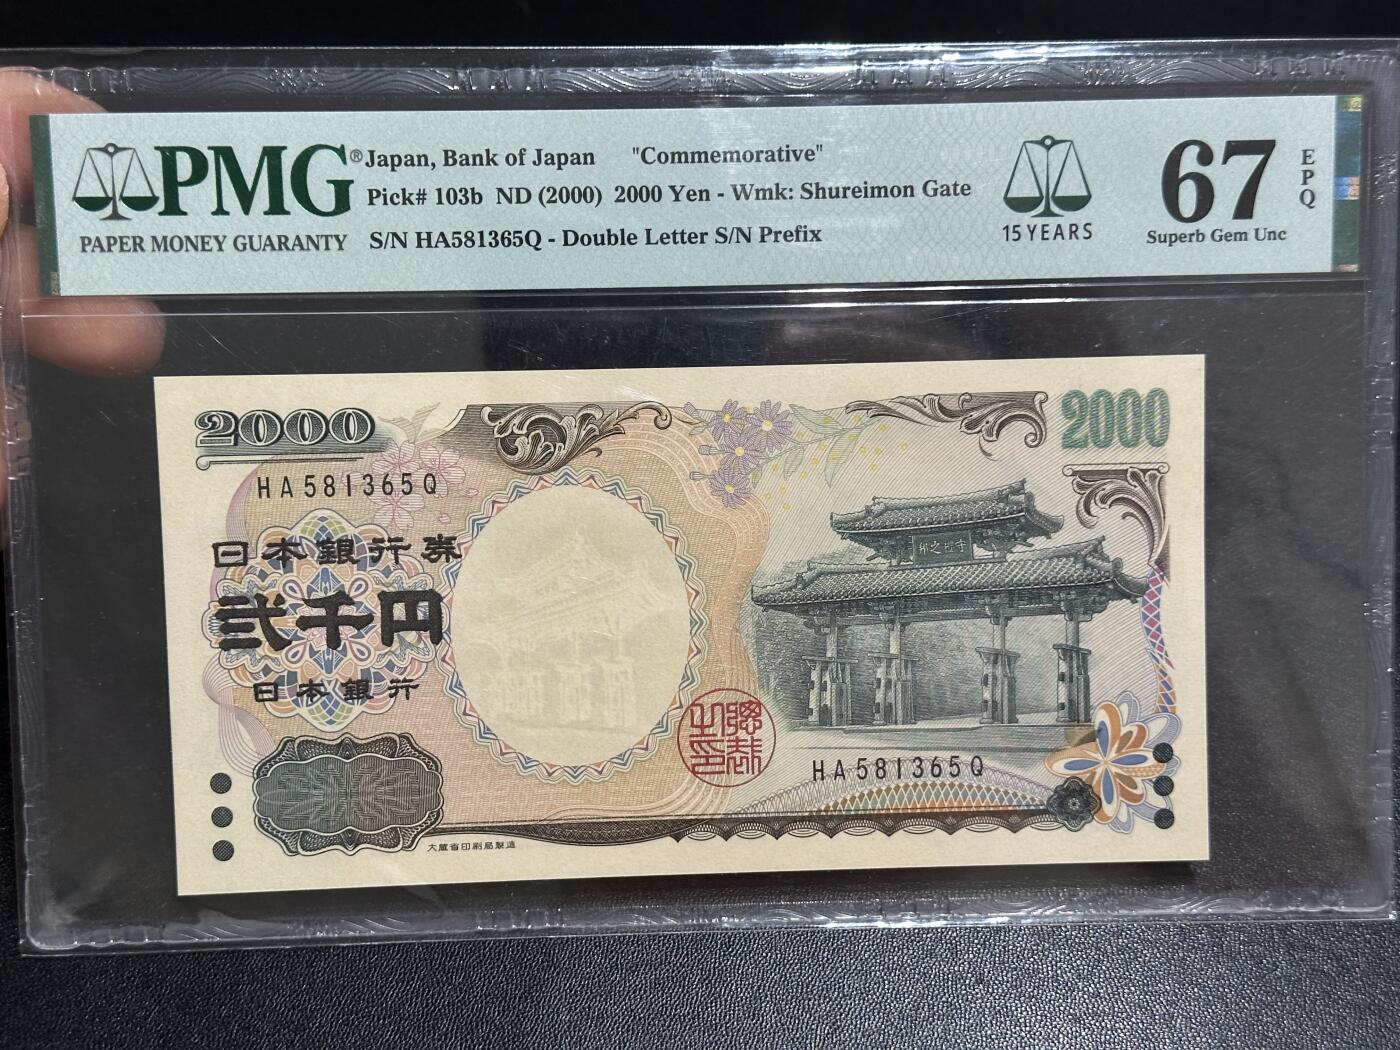 PMG®
PAPER MONEY GUARANTY
Japan, Bank of Japan "Commemorative"
Pick# 103b ND (2000) 2000 Yen - Wmk: Shureimon Gate
S/N HA581365Q - Double Letter S/N Prefix
15 YEARS
67
EPQ
Superb Gem Unc
2000
2000
HA581365Q
日本銀行券
弐千円
日本銀行
守禮之邦
HA581365Q
大蔵省印刷局製造